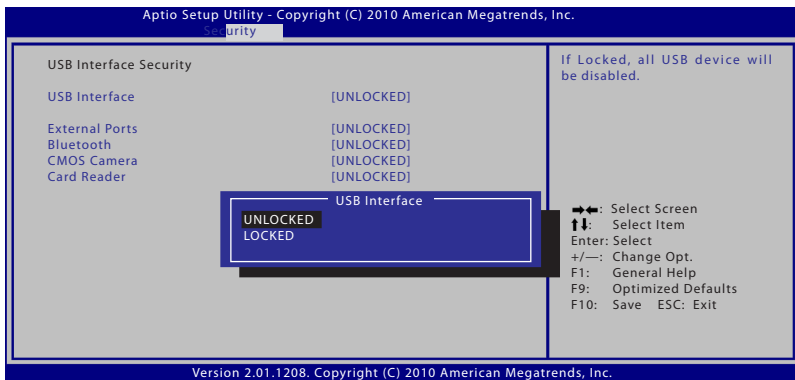 Aptio Setup Utility - Copyright (C) 2010 American Megatrends, Inc.
Security
USB Interface Security
USB Interface [UNLOCKED]
External Ports [UNLOCKED]
Bluetooth [UNLOCKED]
CMOS Camera [UNLOCKED]
Card Reader [UNLOCKED]
USB Interface
UNLOCKED
LOCKED
If Locked, all USB device will
be disabled.
➡⬅: Select Screen
⬆⬇: Select Item
Enter: Select
+/—: Change Opt.
F1: General Help
F9: Optimized Defaults
F10: Save ESC: Exit
Version 2.01.1208. Copyright (C) 2010 American Megatrends, Inc.